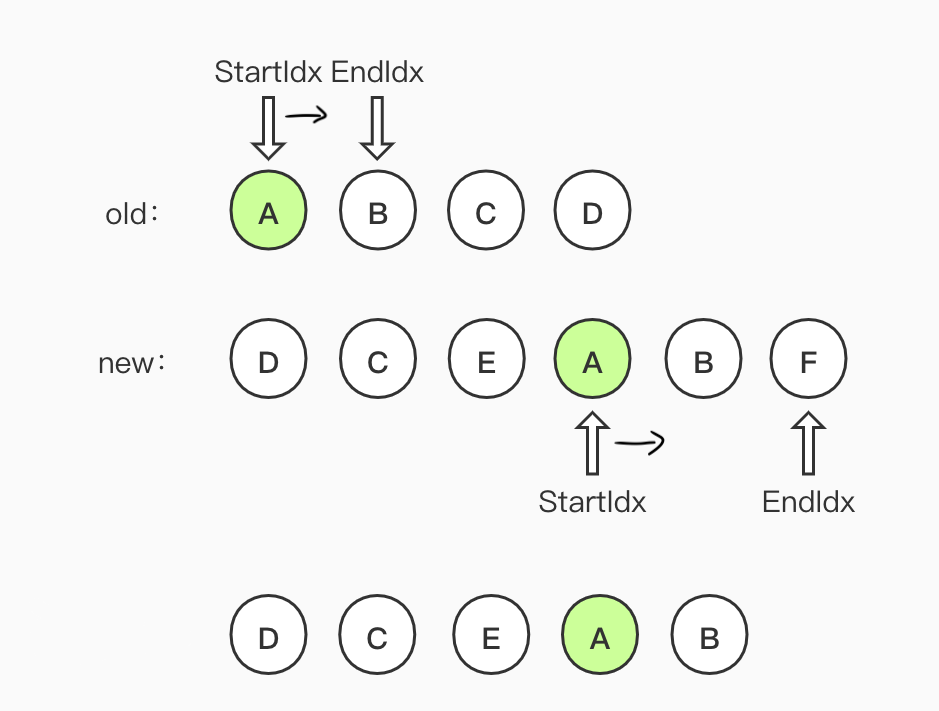 StartIdx EndIdx
old： A B C D
new： D C E A B F
StartIdx EndIdx
D C E A B